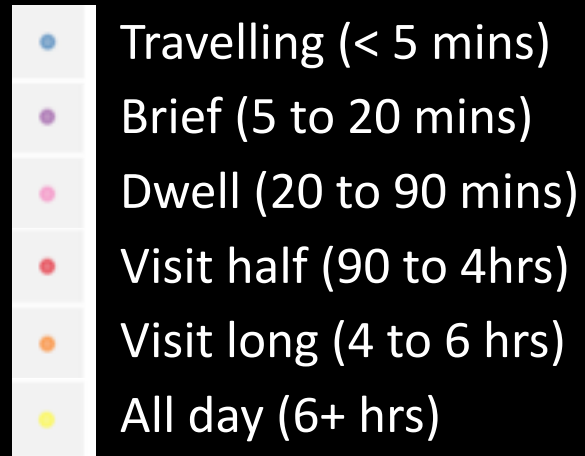 Travelling (< 5 mins)
Brief (5 to 20 mins)
Dwell (20 to 90 mins)
Visit half (90 to 4hrs)
Visit long (4 to 6 hrs)
All day (6+ hrs)